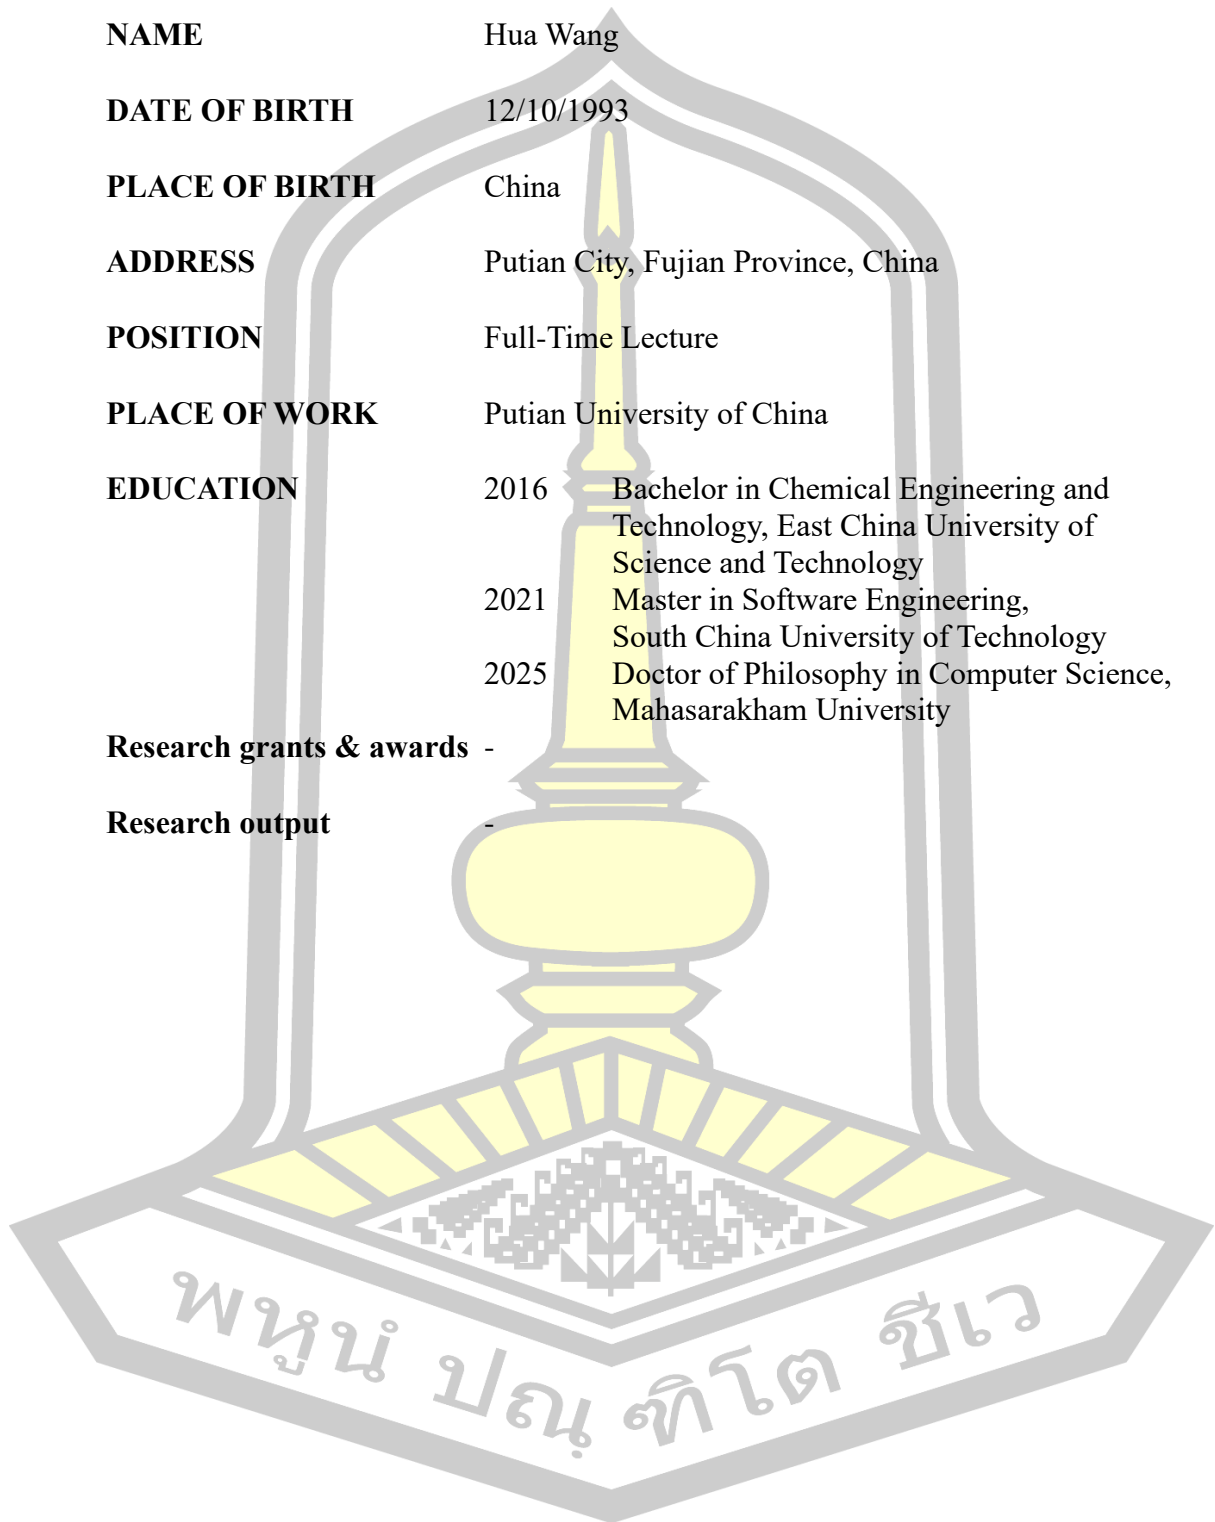 NAME Hua Wang
DATE OF BIRTH 12/10/1993
PLACE OF BIRTH China
ADDRESS Putian City, Fujian Province, China
POSITION Full-Time Lecture
PLACE OF WORK Putian University of China
EDUCATION 2016 Bachelor in Chemical Engineering and
Technology, East China University of
Science and Technology
2021 Master in Software Engineering,
South China University of Technology
2025 Doctor of Philosophy in Computer Science,
Mahasarakham University
Research grants & awards -
Research output -
พหูนํ ปณฺ ฑิโต ชีเว